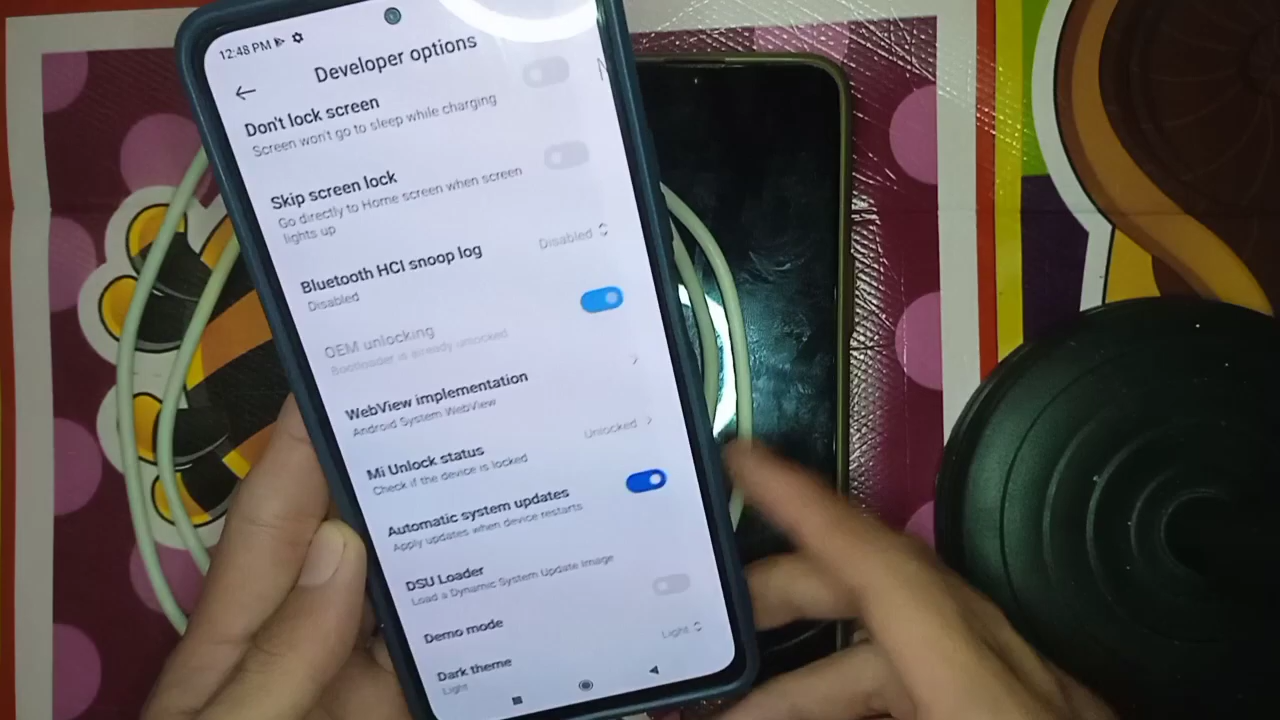 12:48 PM
Developer options
Don't lock screen
Screen won't go to sleep while charging
Skip screen lock
Go directly to Home screen when screen
lights up
Bluetooth HCI snoop log
Disabled
Disabled
OEM unlocking
Bootloader is already unlocked
WebView implementation
Android System WebView
Mi Unlock status
Check if the device is locked
Unlocked
Automatic system updates
Apply updates when device restarts
DSU Loader
Load a Dynamic System Update Image
Demo mode
Dark theme
Light
Light